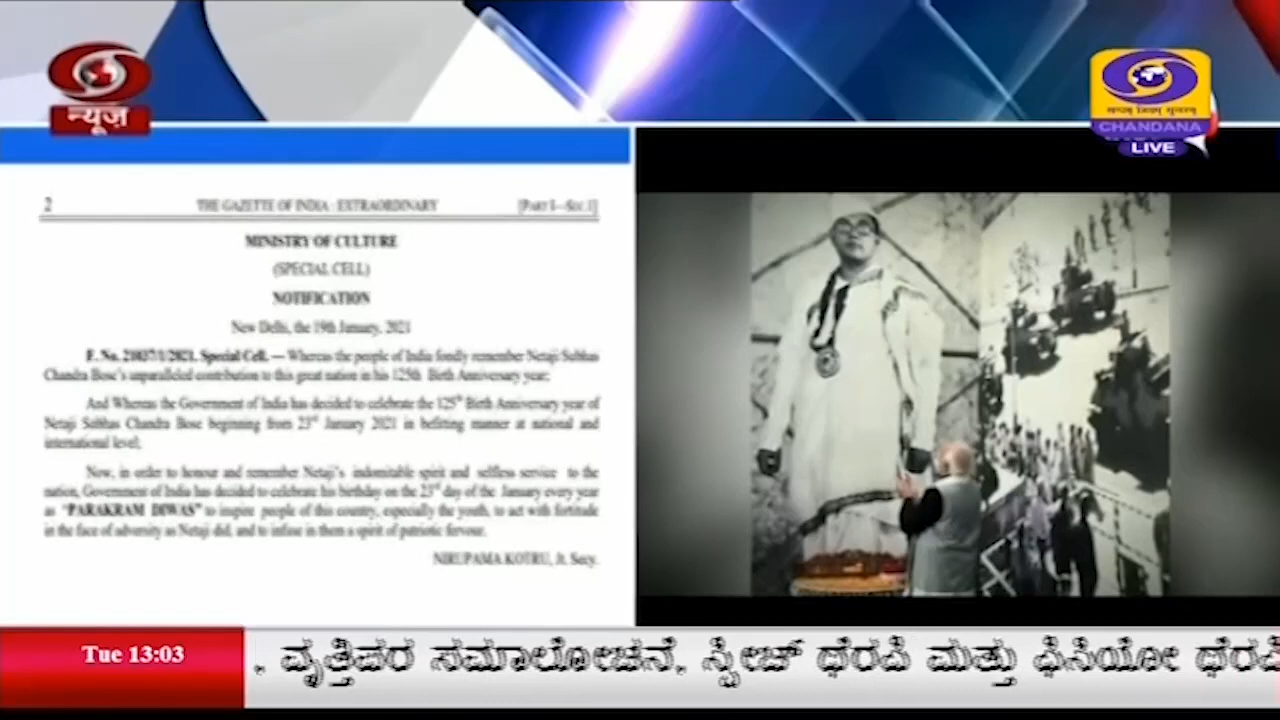 न्यूज़
सत्यम् शिवम् सुन्दरम्
CHANDANA
LIVE
2 THE GAZETTE OF INDIA : EXTRAORDINARY [PART I—SEC.1]
MINISTRY OF CULTURE
(SPECIAL CELL)
NOTIFICATION
New Delhi, the 19th January, 2021
F. No. 21037/1/2021. Special Cell. — Whereas the people of India fondly remember Netaji Subhas
Chandra Bose's unparalleled contribution to this great nation in his 125th Birth Anniversary year;
And Whereas the Government of India has decided to celebrate the 125th Birth Anniversary year of
Netaji Subhas Chandra Bose beginning from 23rd January 2021 in befitting manner at national and
international level;
Now, in order to honour and remember Netaji's indomitable spirit and selfless service to the
nation, Government of India has decided to celebrate his birthday on the 23rd day of the January every year
as "PARAKRAM DIWAS" to inspire people of this country, especially the youth, to act with fortitude
in the face of adversity as Netaji did, and to infuse in them a spirit of patriotic fervour.
NIRUPAMA KOTRU, Jt. Secy.
Tue 13:03
, ವೃತ್ತಿಪರ ಸಮಾಲೋಚನೆ, ಸ್ಪೀಚ್ ಥೆರಪಿ ಮತ್ತು ಫಿಸಿಯೋ ಥೆರಪಿ